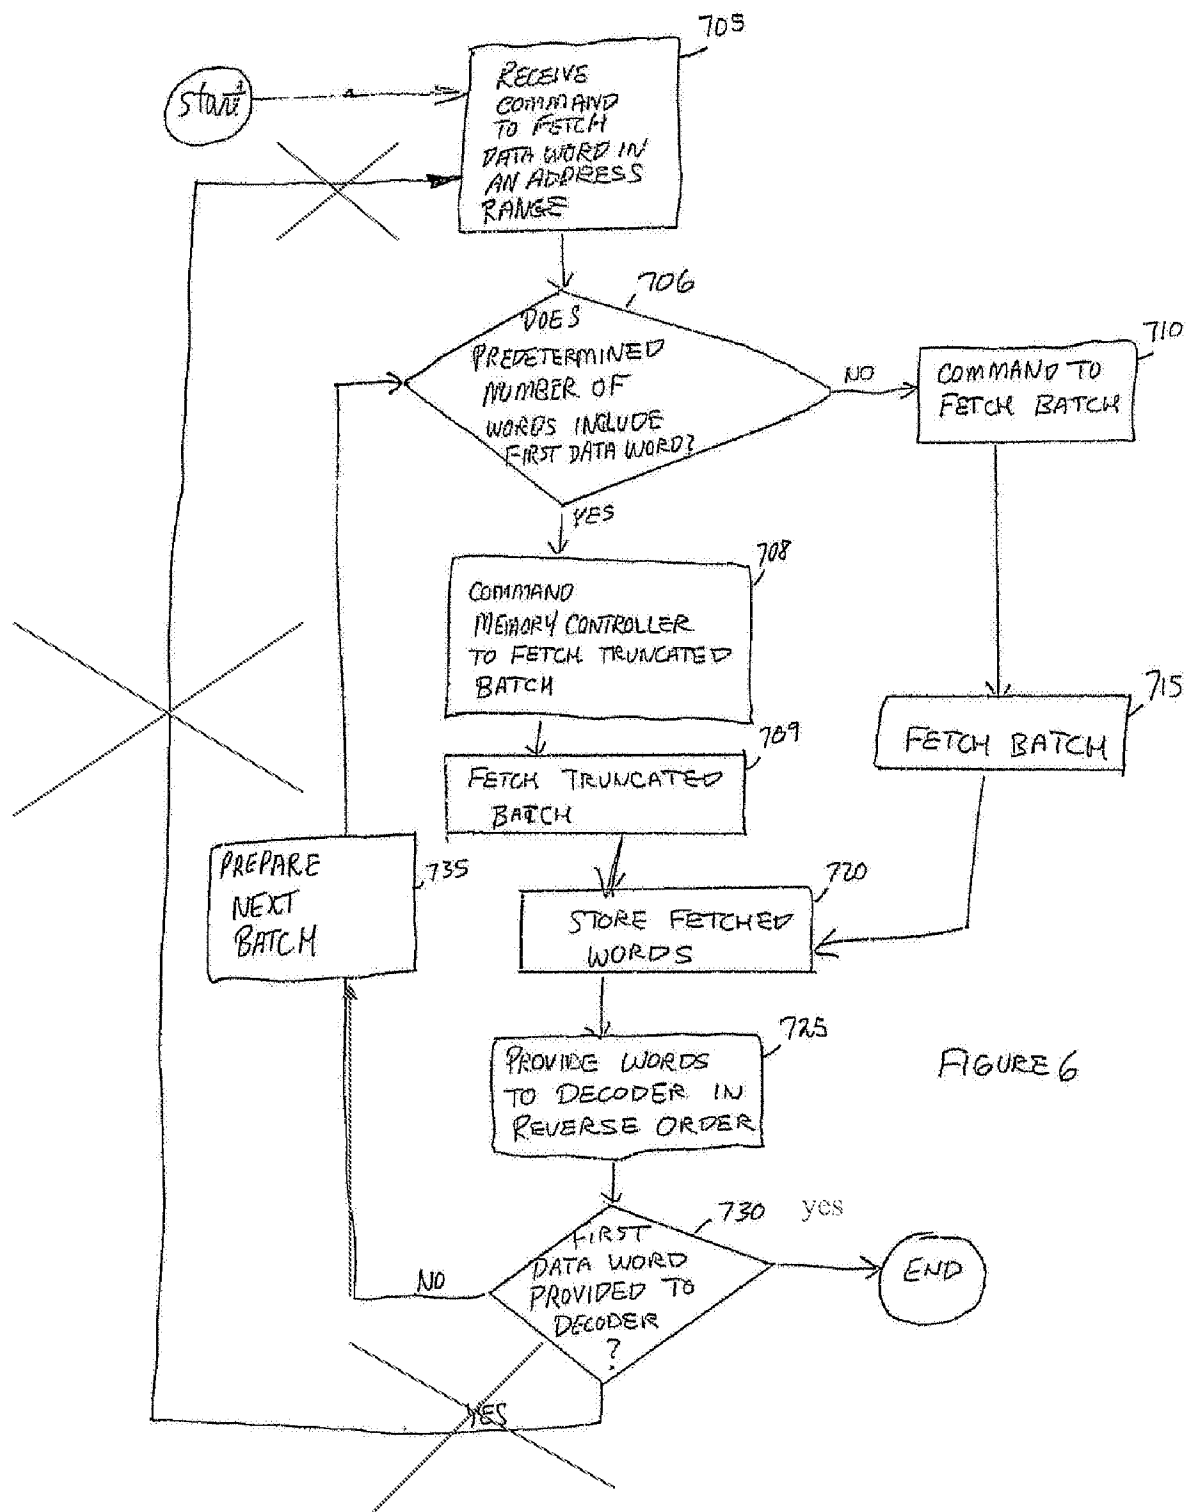 705
Start
RECEIVE
COMMAND
TO FETCH
DATA WORD IN
AN ADDRESS
RANGE
706
DOES
PREDETERMINED
NUMBER OF
WORDS INCLUDE
FIRST DATA WORD?
NO
710
COMMAND TO
FETCH BATCH
YES
708
COMMAND
MEMORY CONTROLLER
TO FETCH TRUNCATED
BATCH
715
FETCH BATCH
709
FETCH TRUNCATED
BATCH
PREPARE
NEXT
BATCH
735
720
STORE FETCHED
WORDS
725
PROVIDE WORDS
TO DECODER IN
REVERSE ORDER
FIGURE 6
730
yes
FIRST
DATA WORD
PROVIDED TO
DECODER
?
NO
END
YES